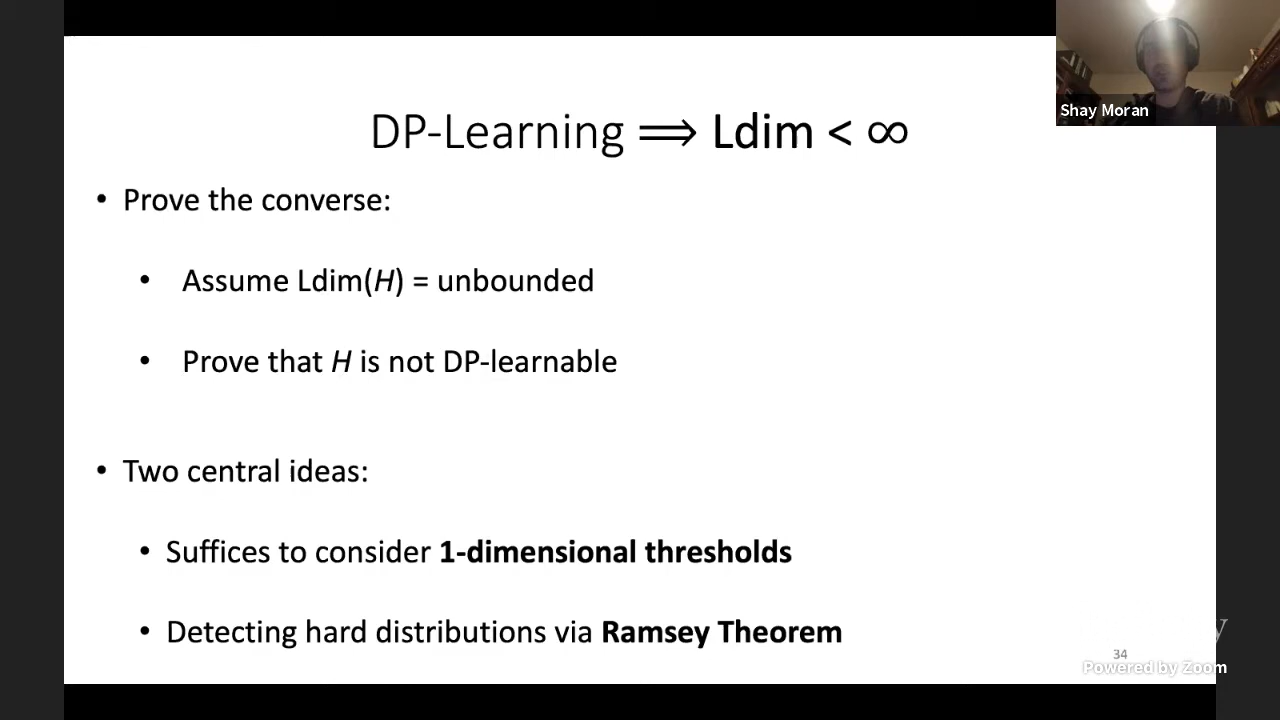 Shay Moran
DP-Learning ⟹ Ldim < ∞
• Prove the converse:
• Assume Ldim(H) = unbounded
• Prove that H is not DP-learnable
• Two central ideas:
• Suffices to consider 1-dimensional thresholds
• Detecting hard distributions via Ramsey Theorem
34
Powered by Zoom